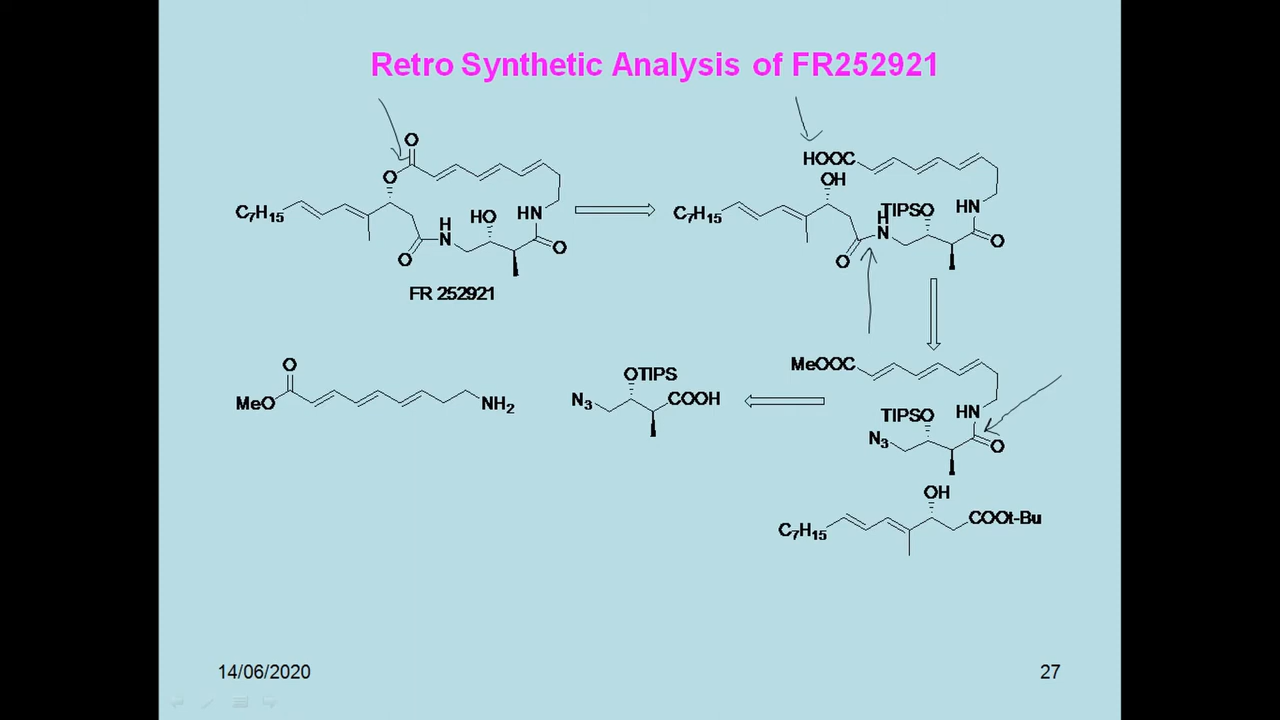 Retro Synthetic Analysis of FR252921
O
O
C7H15
H
N
HO
HN
O
O
FR 252921
HOOC
OH
C7H15
H
N
TIPSO
HN
O
O
O
MeO
NH2
OTIPS
N3
COOH
MeOOC
TIPSO
HN
N3
O
OH
C7H15
COOt-Bu
14/06/2020
27